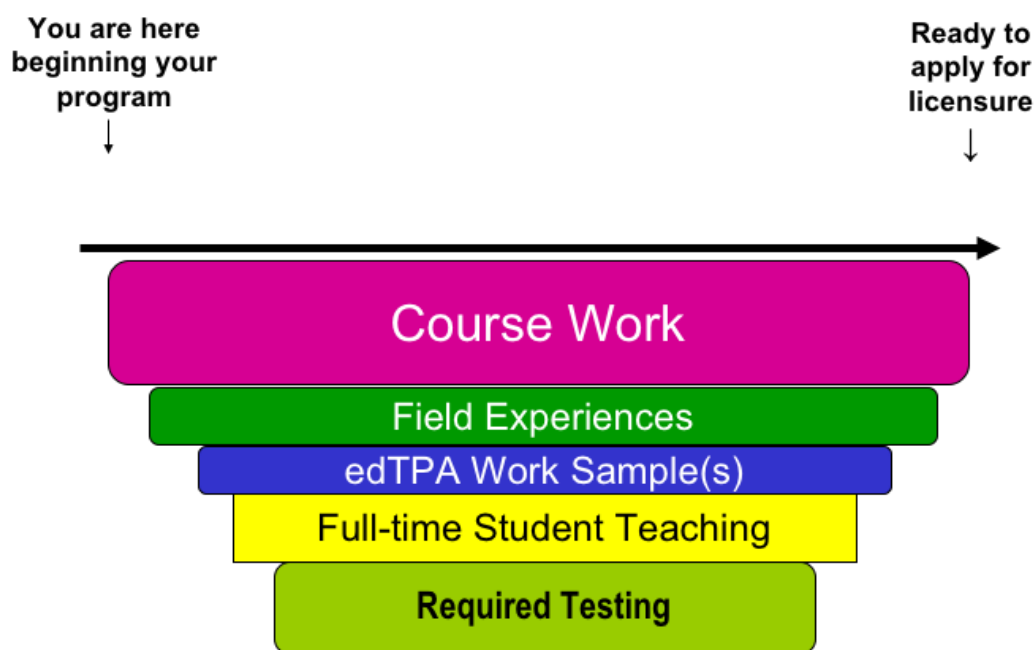 You are here
beginning your
program
Ready to
apply for
licensure
Course Work
Field Experiences
edTPA Work Sample(s)
Full-time Student Teaching
Required Testing